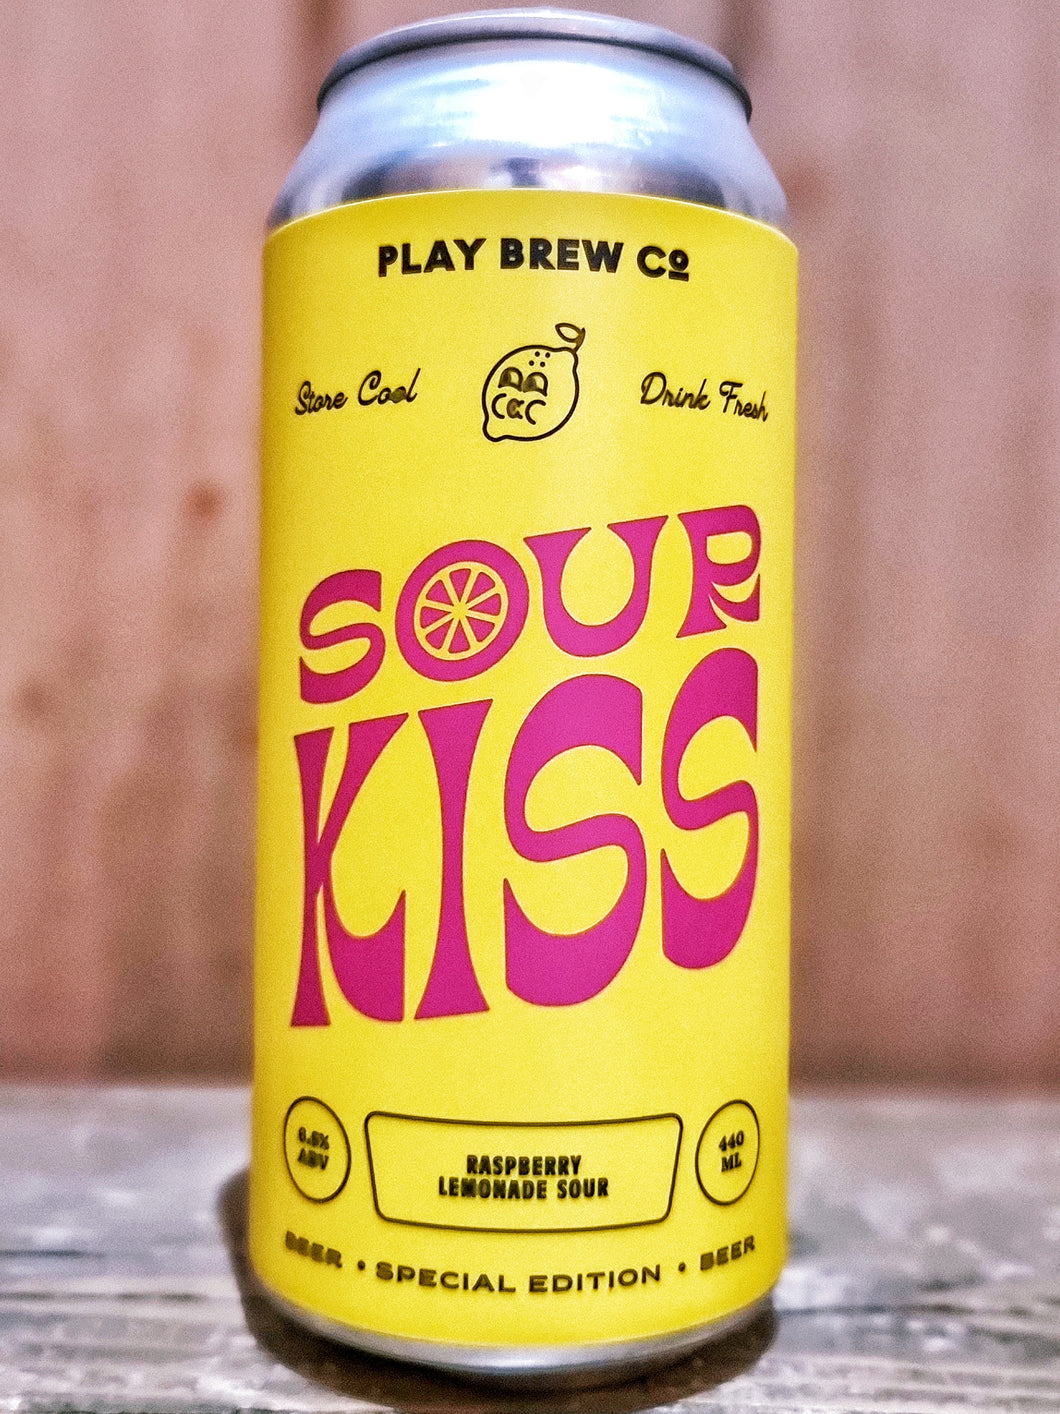 PLAY BREW Co
Store Cool
Drink Fresh
SOUR
KISS
ABV
RASPBERRY
LEMONADE SOUR
440
ML
BEER • SPECIAL EDITION • BEER